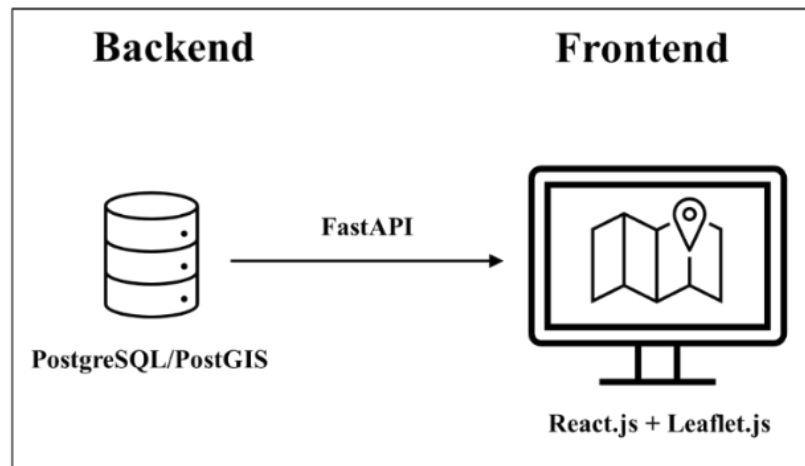 Backend
Frontend
FastAPI
PostgreSQL/PostGIS
React.js + Leaflet.js